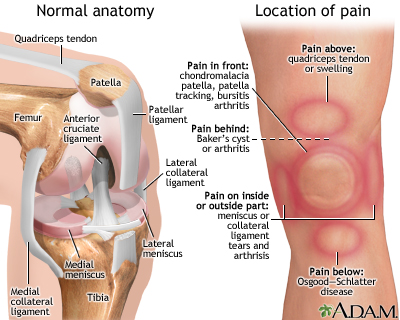 Normal anatomy
Quadriceps tendon
Patella
Femur
Anterior
cruciate
ligament
Patellar
ligament
Lateral
collateral
ligament
Lateral
meniscus
Medial
meniscus
Medial
collateral
ligament
Tibia
Location of pain
Pain above:
quadriceps tendon
or swelling
Pain in front:
chondromalacia
patella, patella
tracking, bursitis
arthritis
Pain behind:
Baker's cyst
or arthritis
Pain on inside
or outside part:
meniscus or
collateral
ligament
tears and
arthrisis
Pain below:
Osgood—Schlatter
disease
ADAM.